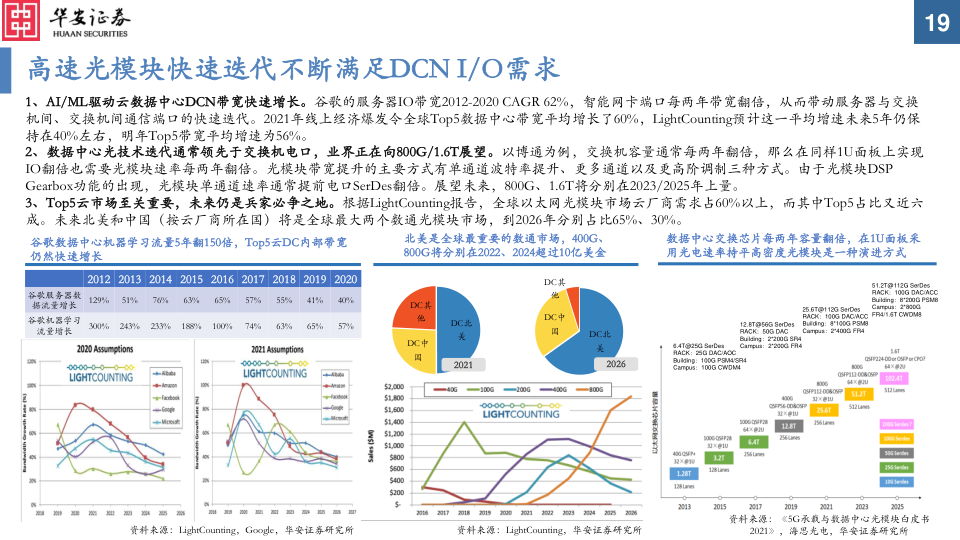 华安证券
HUAAN SECURITIES
19
高速光模块快速迭代不断满足DCN I/O需求
1、AI/ML驱动云数据中心DCN带宽快速增长。谷歌的服务器IO带宽2012-2020 CAGR 62%，智能网卡端口每两年带宽翻倍，从而带动服务器与交换
机间、交换机间通信端口的快速迭代。2021年线上经济爆发令全球Top5数据中心带宽平均增长了60%，LightCounting预计这一平均增速未来5年仍保
持在40%左右，明年Top5带宽平均增速为56%。
2、数据中心光技术迭代通常领先于交换机电口，业界正在向800G/1.6T展望。以博通为例，交换机容量通常每两年翻倍，那么在同样1U面板上实现
IO翻倍也需要光模块速率每两年翻倍。光模块带宽提升的主要方式有单通道波特率提升、更多通道以及更高阶调制三种方式。由于光模块DSP
Gearbox功能的出现，光模块单通道速率通常提前电口SerDes翻倍。展望未来，800G、1.6T将分别在2023/2025年上量。
3、Top5云市场至关重要，未来仍是兵家必争之地。根据LightCounting报告，全球以太网光模块市场云厂商需求占60%以上，而其中Top5占比又近六
成。未来北美和中国（按云厂商所在国）将是全球最大两个数通光模块市场，到2026年分别占比65%、30%。
谷歌数据中心机器学习流量5年翻150倍，Top5云DC内部带宽
仍然快速增长
2012 2013 2014 2015 2016 2017 2018 2019 2020
谷歌服务器数
据流量增长
129% 51% 76% 63% 65% 57% 55% 41% 40%
谷歌机器学习
流量增长
300% 243% 233% 188% 100% 74% 63% 65% 57%
2020 Assumptions
LIGHTCOUNTING
Alibaba
Amazon
Facebook
Google
Microsoft
Bandwidth Growth Rate (%)
120%
100%
80%
60%
40%
20%
0%
2018 2019 2020 2021 2022 2023 2024 2025 2026
2021 Assumptions
LIGHTCOUNTING
Alibaba
Amazon
Facebook
Google
Microsoft
Bandwidth Growth Rate (%)
120%
100%
80%
60%
40%
20%
0%
2018 2019 2020 2021 2022 2023 2024 2025 2026 2027
资料来源：LightCounting，Google，华安证券研究所
北美是全球最重要的数通市场，400G、
800G将分别在2022、2024超过10亿美金
DC其
他
DC北
美
DC中
国
2021
DC其
他
DC中
国
DC北
美
2026
40G 100G 200G 400G 800G
LIGHTCOUNTING
Sales ($M)
$2,000
$1,800
$1,600
$1,400
$1,200
$1,000
$800
$600
$400
$200
$-
2016 2017 2018 2019 2020 2021 2022 2023 2024 2025 2026
资料来源：LightCounting，华安证券研究所
数据中心交换芯片每两年容量翻倍，在1U面板采
用光电速率持平高密度光模块是一种演进方式
51.2T@112G SerDes
RACK：100G DAC/ACC
Building：8*200G PSM8
Campus：2*800G
FR4/1.6T CWDM8
25.6T@112G SerDes
RACK：100G DAC/ACC
Building：8*100G PSM8
Campus：2*400G FR4
12.8T@56G SerDes
RACK：50G DAC
Building：2*200G SR4
Campus：2*200G FR4
6.4T@25G SerDes
RACK：25G DAC/AOC
Building：100G PSM4/SR4
Campus：100G CWDM4
以太网交换芯片容量
40G QSFP+
32×@1U
1.28T
128 Lanes
100G QSFP28
32×@1U
3.2T
128 Lanes
100G QSFP28
64×@2U
6.4T
256 Lanes
400G
QSFP56-DD&OSFP
32×@1U
12.8T
256 Lanes
800G
QSFP112-DD&OSFP
32×@1U
25.6T
256 Lanes
800G
QSFP112-DD&OSFP
64×@2U
51.2T
512 Lanes
1.6T
QSFP224-DD or OSFP or CPO?
64×@2U
102.4T
512 Lanes
100G Serdes
50G Serdes
25G Serdes
10G Serdes
2013 2015 2017 2019 2021 2023 2025
资料来源：《5G承载与数据中心光模块白皮书
2021》，海思光电，华安证券研究所